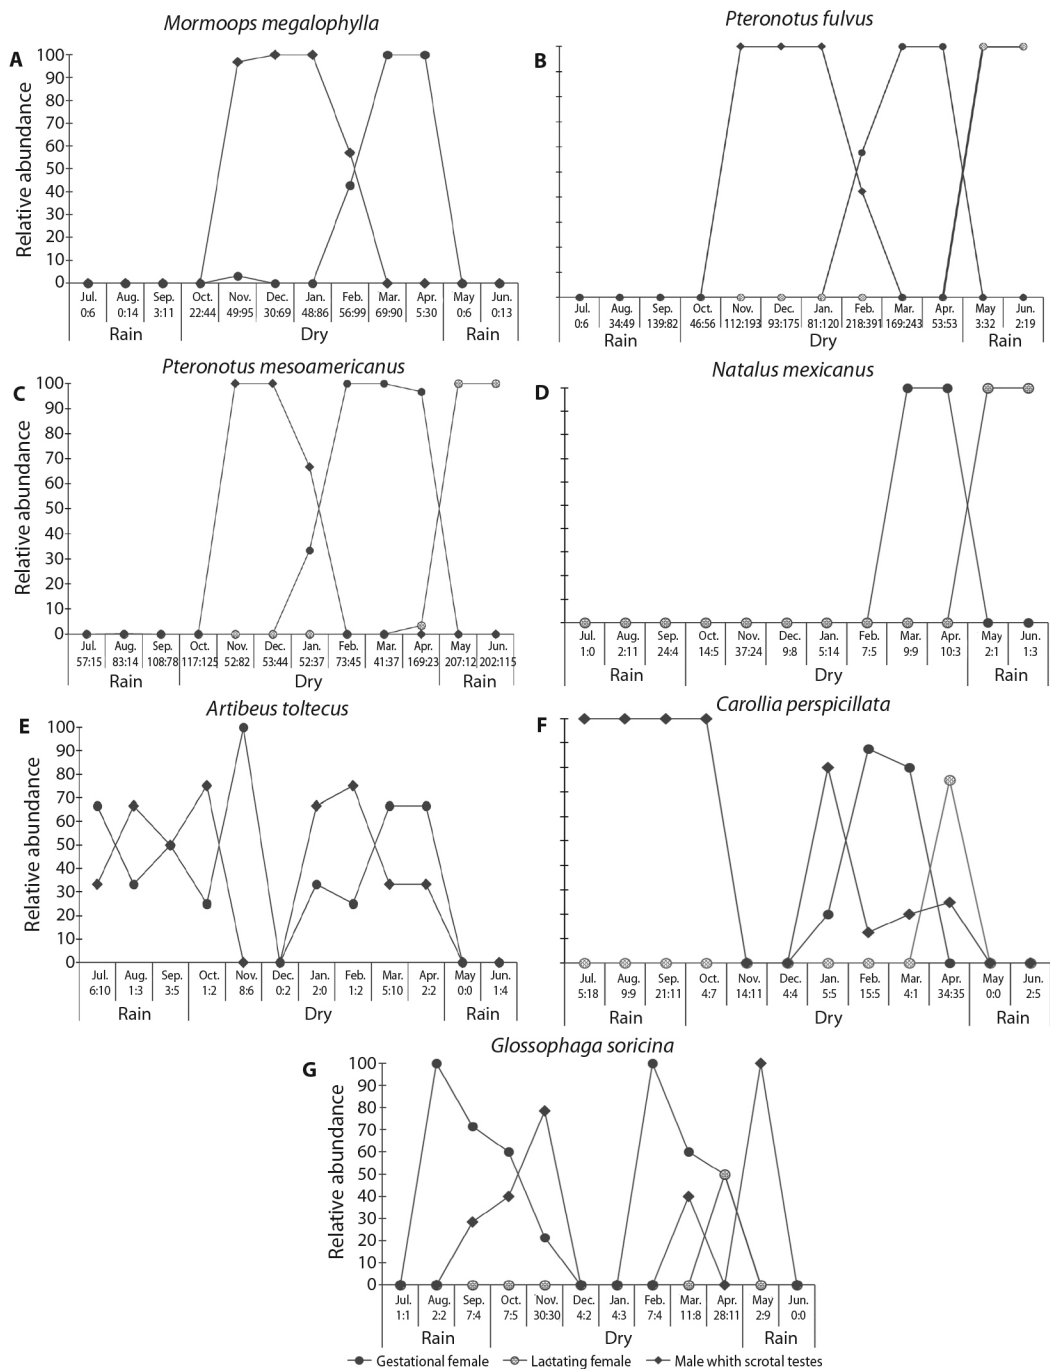 Mormoops megalophylla
A
Relative abundance
100
90
80
70
60
50
40
30
20
10
0
Jul. Aug. Sep. Oct. Nov. Dec. Jan. Feb. Mar. Apr. May Jun.
0:6 0:14 3:11 22:44 49:95 30:69 48:86 56:99 69:90 5:30 0:6 0:13
Rain Dry Rain
Pteronotus fulvus
B
Jul. Aug. Sep. Oct. Nov. Dec. Jan. Feb. Mar. Apr. May Jun.
0:6 34:49 139:82 46:56 112:193 93:175 81:120 218:391 169:243 53:53 3:32 2:19
Rain Dry Rain
Pteronotus mesoamericanus
C
Relative abundance
100
90
80
70
60
50
40
30
20
10
0
Jul. Aug. Sep. Oct. Nov. Dec. Jan. Feb. Mar. Apr. May Jun.
57:15 83:14 108:78 117:125 52:82 53:44 52:37 73:45 41:37 169:23 207:12 202:115
Rain Dry Rain
Natalus mexicanus
D
Jul. Aug. Sep. Oct. Nov. Dec. Jan. Feb. Mar. Apr. May Jun.
1:0 2:11 24:4 14:5 37:24 9:8 5:14 7:5 9:9 10:3 2:1 1:3
Rain Dry Rain
Artibeus toltecus
E
Relative abundance
100
90
80
70
60
50
40
30
20
10
0
Jul. Aug. Sep. Oct. Nov. Dec. Jan. Feb. Mar. Apr. May Jun.
6:10 1:3 3:5 1:2 8:6 0:2 2:0 1:2 5:10 2:2 0:0 1:4
Rain Dry Rain
Carollia perspicillata
F
Jul. Aug. Sep. Oct. Nov. Dec. Jan. Feb. Mar. Apr. May Jun.
5:18 9:9 21:11 4:7 14:11 4:4 5:5 15:5 4:1 34:35 0:0 2:5
Rain Dry Rain
Glossophaga soricina
G
Relative abundance
100
90
80
70
60
50
40
30
20
10
0
Jul. Aug. Sep. Oct. Nov. Dec. Jan. Feb. Mar. Apr. May Jun.
1:1 2:2 7:4 7:5 30:30 4:2 4:3 7:4 11:8 28:11 2:9 0:0
Rain Dry Rain
Gestational female Lactating female Male whith scrotal testes